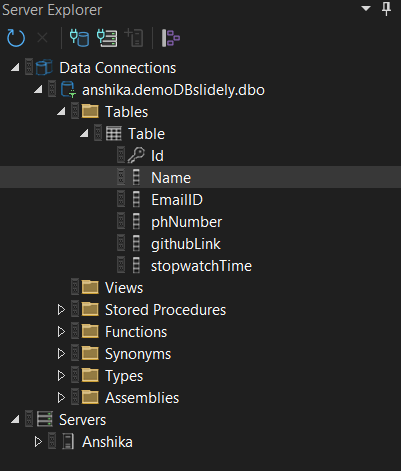 Server Explorer
Data Connections
anshika.demoDBslidely.dbo
Tables
Table
Id
Name
EmailID
phNumber
githubLink
stopwatchTime
Views
Stored Procedures
Functions
Synonyms
Types
Assemblies
Servers
Anshika